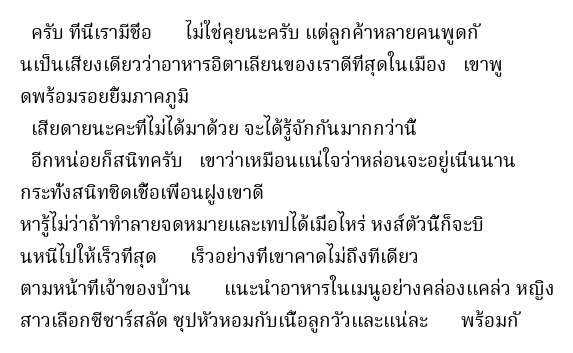 ครับ ที่นี่เรามีชื่อ ไม่ใช่คุยนะครับ แต่ลูกค้าหลายคนพูดกั
นเป็นเสียงเดียวว่าอาหารอิตาเลียนของเราดีที่สุดในเมือง เขาพู
ดพร้อมรอยยิ้มภาคภูมิ
เสียดายนะคะที่ไม่ได้มาด้วย จะได้รู้จักกันมากกว่านี้
อีกหน่อยก็สนิทครับ เขาว่าเหมือนแน่ใจว่าหล่อนจะอยู่เนิ่นนาน
กระทั่งสนิทชิดเชื้อเพื่อนฝูงเขาดี
หารู้ไม่ว่าถ้าทำลายจดหมายและเทปได้เมื่อไหร่ หงส์ตัวนี้ก็จะบิ
นหนีไปให้เร็วที่สุด เร็วอย่างที่เขาคาดไม่ถึงทีเดียว
ตามหน้าที่เจ้าของบ้าน แนะนำอาหารในเมนูอย่างคล่องแคล่ว หญิง
สาวเลือกซีซาร์สลัด ซุปหัวหอมกับเนื้อลูกวัวและแน่ละ พร้อมกั